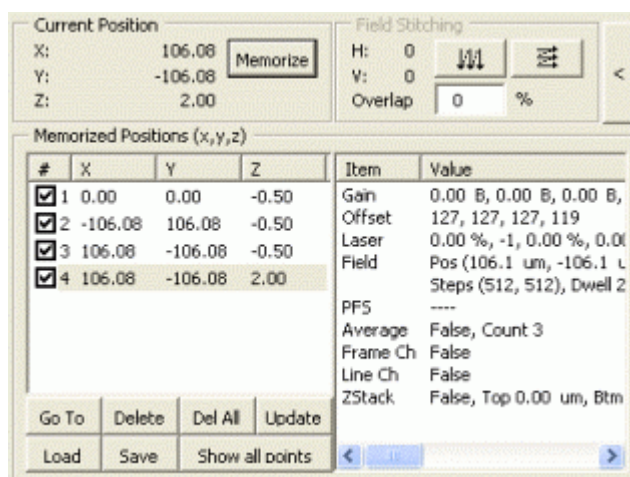 Current Position
X: 106.08
Y: -106.08
Z: 2.00
Memorize
Field Stitching
H: 0
V: 0
Overlap 0 %
<
Memorized Positions (x,y,z)
# X Y Z
1 0.00 0.00 -0.50
2 -106.08 106.08 -0.50
3 106.08 -106.08 -0.50
4 106.08 -106.08 2.00
Go To Delete Del All Update
Load Save Show all points
Item Value
Gain 0.00 B, 0.00 B, 0.00 B,
Offset 127, 127, 127, 119
Laser 0.00 %, -1, 0.00 %, 0.00
Field Pos (106.1 um, -106.1 u
Steps (512, 512), Dwell 2
PFS ----
Average False, Count 3
Frame Ch False
Line Ch False
ZStack False, Top 0.00 um, Btm